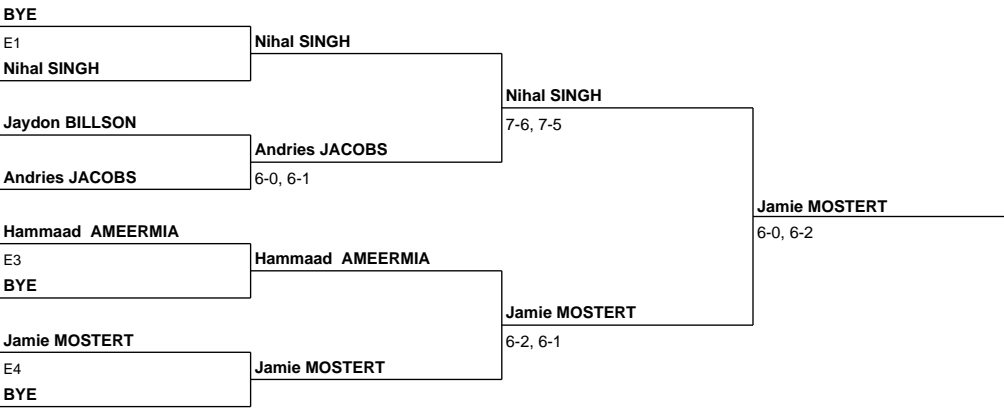 BYE
E1
Nihal SINGH
Nihal SINGH
Nihal SINGH
7-6, 7-5
Jaydon BILLSON
Andries JACOBS
Andries JACOBS
6-0, 6-1
Jamie MOSTERT
6-0, 6-2
Hammaad  AMEERMIA
E3
Hammaad  AMEERMIA
BYE
Jamie MOSTERT
6-2, 6-1
Jamie MOSTERT
E4
Jamie MOSTERT
BYE